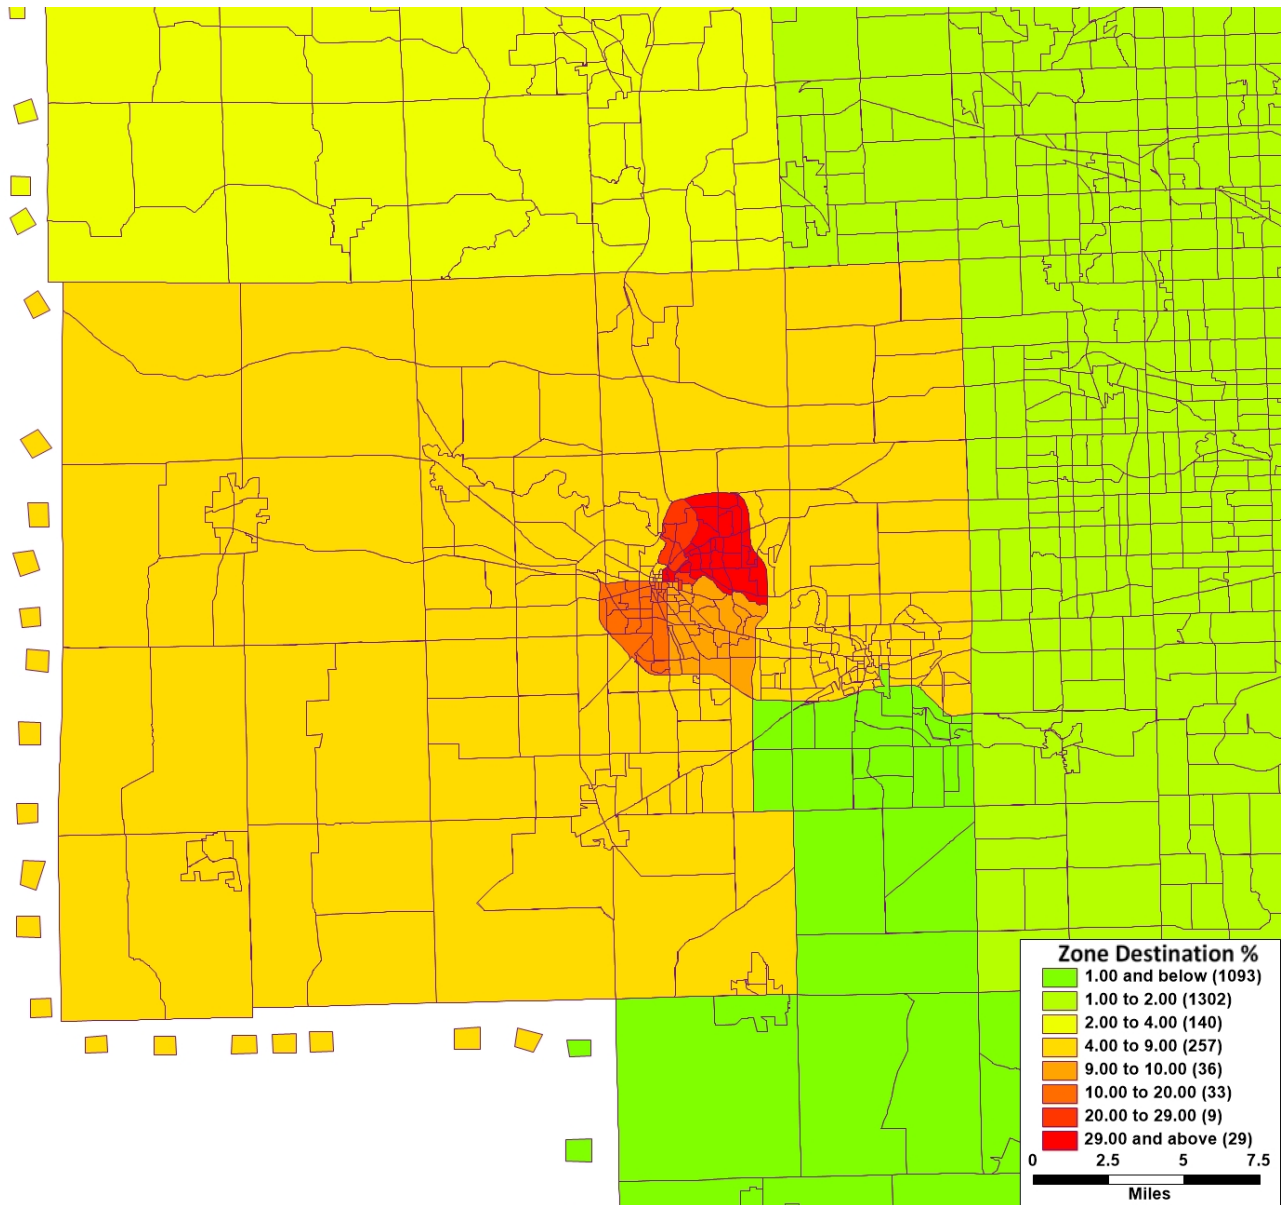 Zone Destination %
1.00 and below (1093)
1.00 to 2.00 (1302)
2.00 to 4.00 (140)
4.00 to 9.00 (257)
9.00 to 10.00 (36)
10.00 to 20.00 (33)
20.00 to 29.00 (9)
29.00 and above (29)
0 2.5 5 7.5
Miles